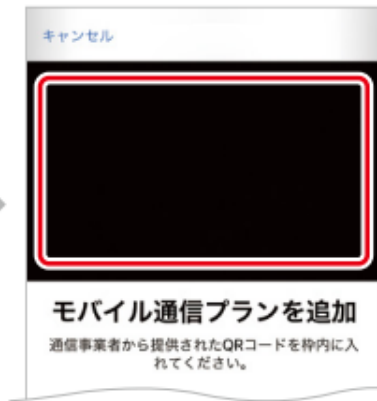 キャンセル
モバイル通信プランを追加
通信事業者から提供されたQRコードを枠内に入
れてください。